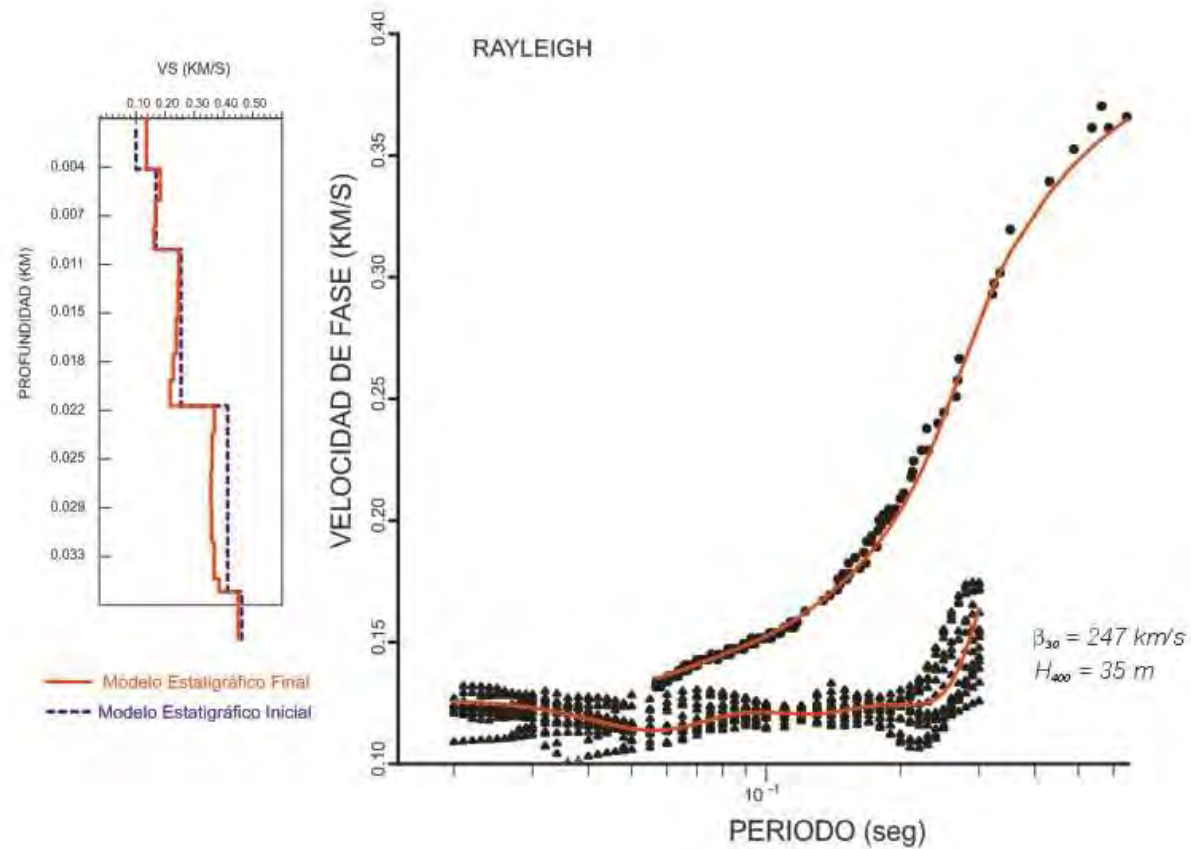 VS (KM/S)
0.10 0.20 0.30 0.40 0.50
PROFUNDIDAD (KM)
0.004
0.007
0.011
0.015
0.018
0.022
0.025
0.029
0.033
Modelo Estatigráfico Final
Modelo Estatigráfico Inicial
RAYLEIGH
VELOCIDAD DE FASE (KM/S)
0.40
0.35
0.30
0.25
0.20
0.15
0.10
β₃₀ = 247 km/s
H₄₀₀ = 35 m
10⁻¹
PERIODO (seg)